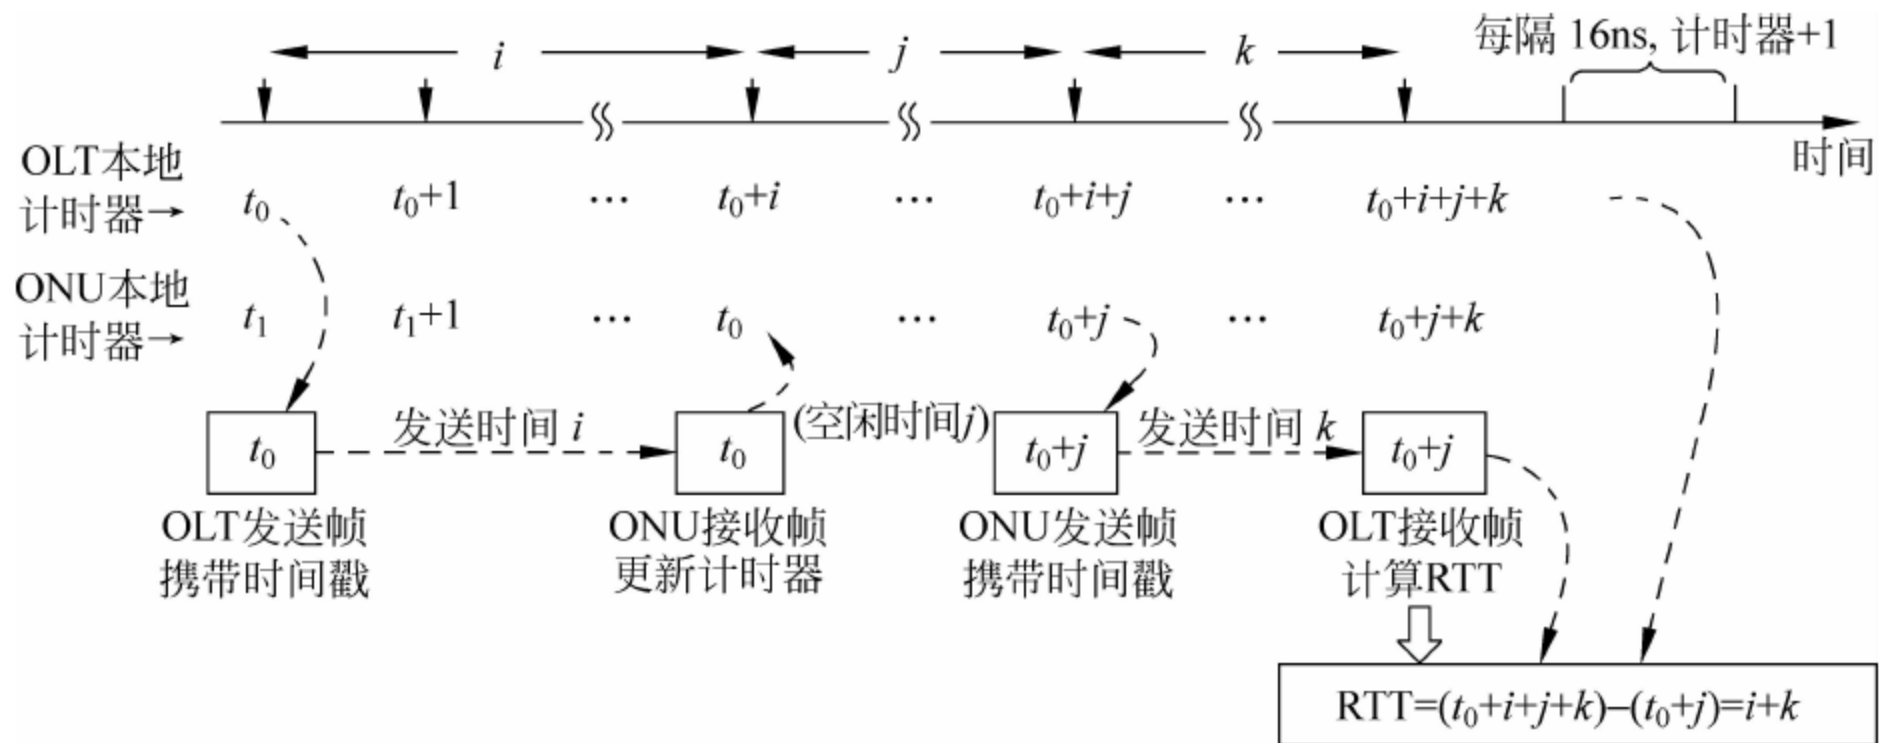 i
j
k
每隔 16ns, 计时器+1
时间
OLT本地
计时器→
t₀
t₀+1
…
t₀+i
…
t₀+i+j
…
t₀+i+j+k
ONU本地
计时器→
t₁
t₁+1
…
t₀
…
t₀+j
…
t₀+j+k
t₀
发送时间 i
t₀
(空闲时间j)
t₀+j
发送时间 k
t₀+j
OLT发送帧
携带时间戳
ONU接收帧
更新计时器
ONU发送帧
携带时间戳
OLT接收帧
计算RTT
RTT=(t₀+i+j+k)–(t₀+j)=i+k